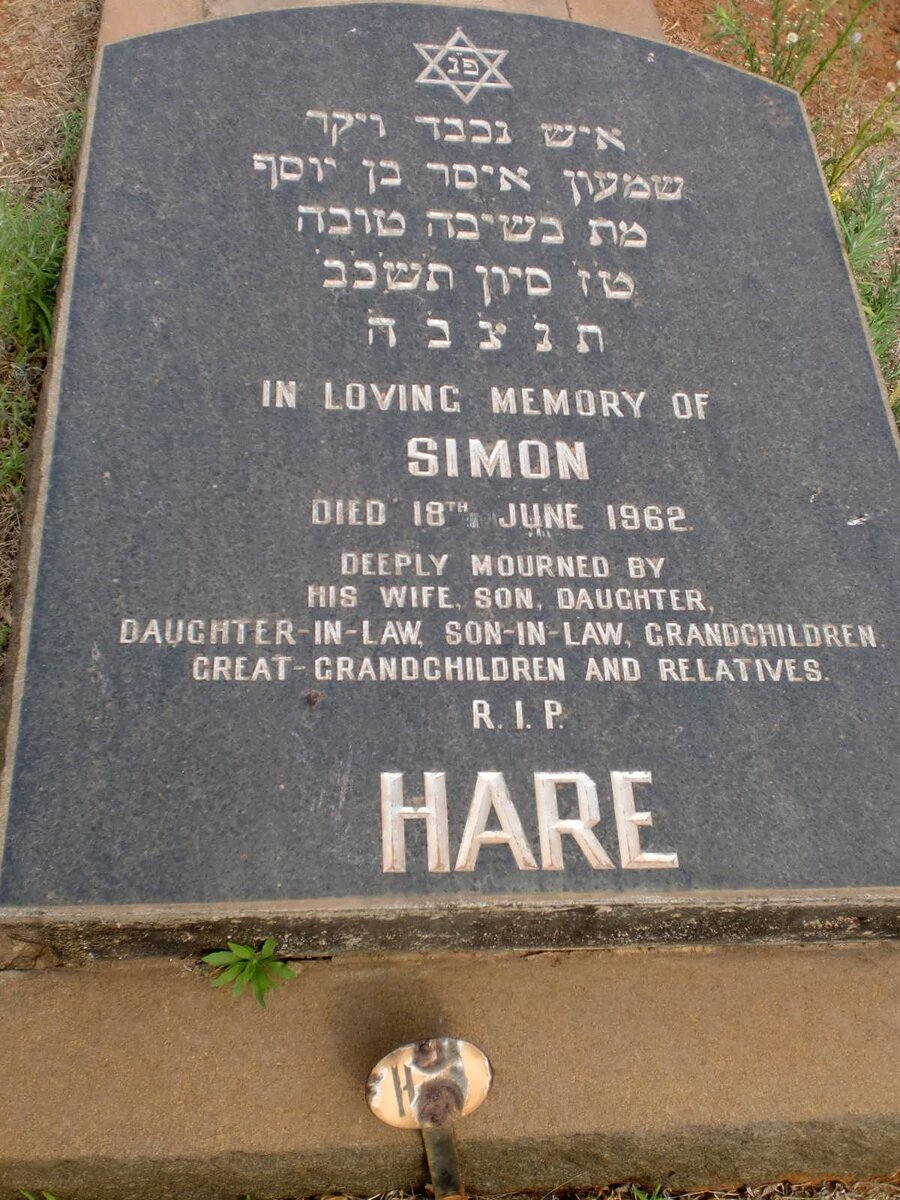 פנ
איש נכבד ויקר
שמעון איסר בן יוסף
מת בשיבה טובה
טז סיון תשכב
ת נ צ ב ה
IN LOVING MEMORY OF
SIMON
DIED 18TH JUNE 1962.
DEEPLY MOURNED BY
HIS WIFE, SON, DAUGHTER,
DAUGHTER-IN-LAW, SON-IN-LAW, GRANDCHILDREN.
GREAT-GRANDCHILDREN AND RELATIVES.
R.I.P.
HARE
H